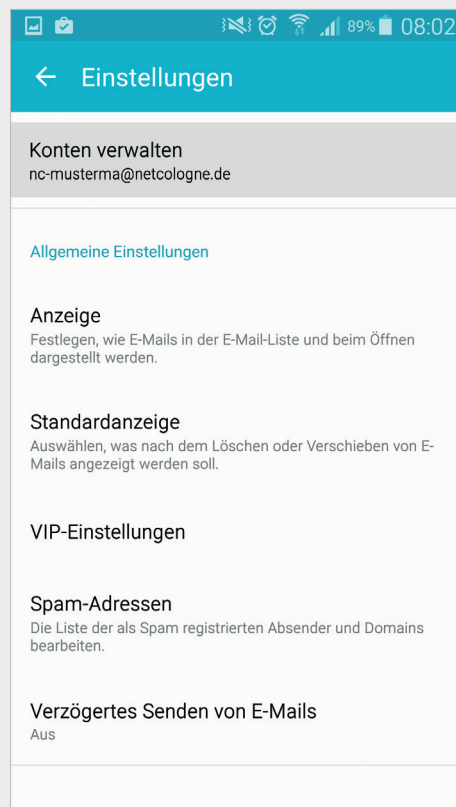 89% 08:02
Einstellungen
Konten verwalten
nc-musterma@netcologne.de
Allgemeine Einstellungen
Anzeige
Festlegen, wie E-Mails in der E-Mail-Liste und beim Öffnen
dargestellt werden.
Standardanzeige
Auswählen, was nach dem Löschen oder Verschieben von E-
Mails angezeigt werden soll.
VIP-Einstellungen
Spam-Adressen
Die Liste der als Spam registrierten Absender und Domains
bearbeiten.
Verzögertes Senden von E-Mails
Aus